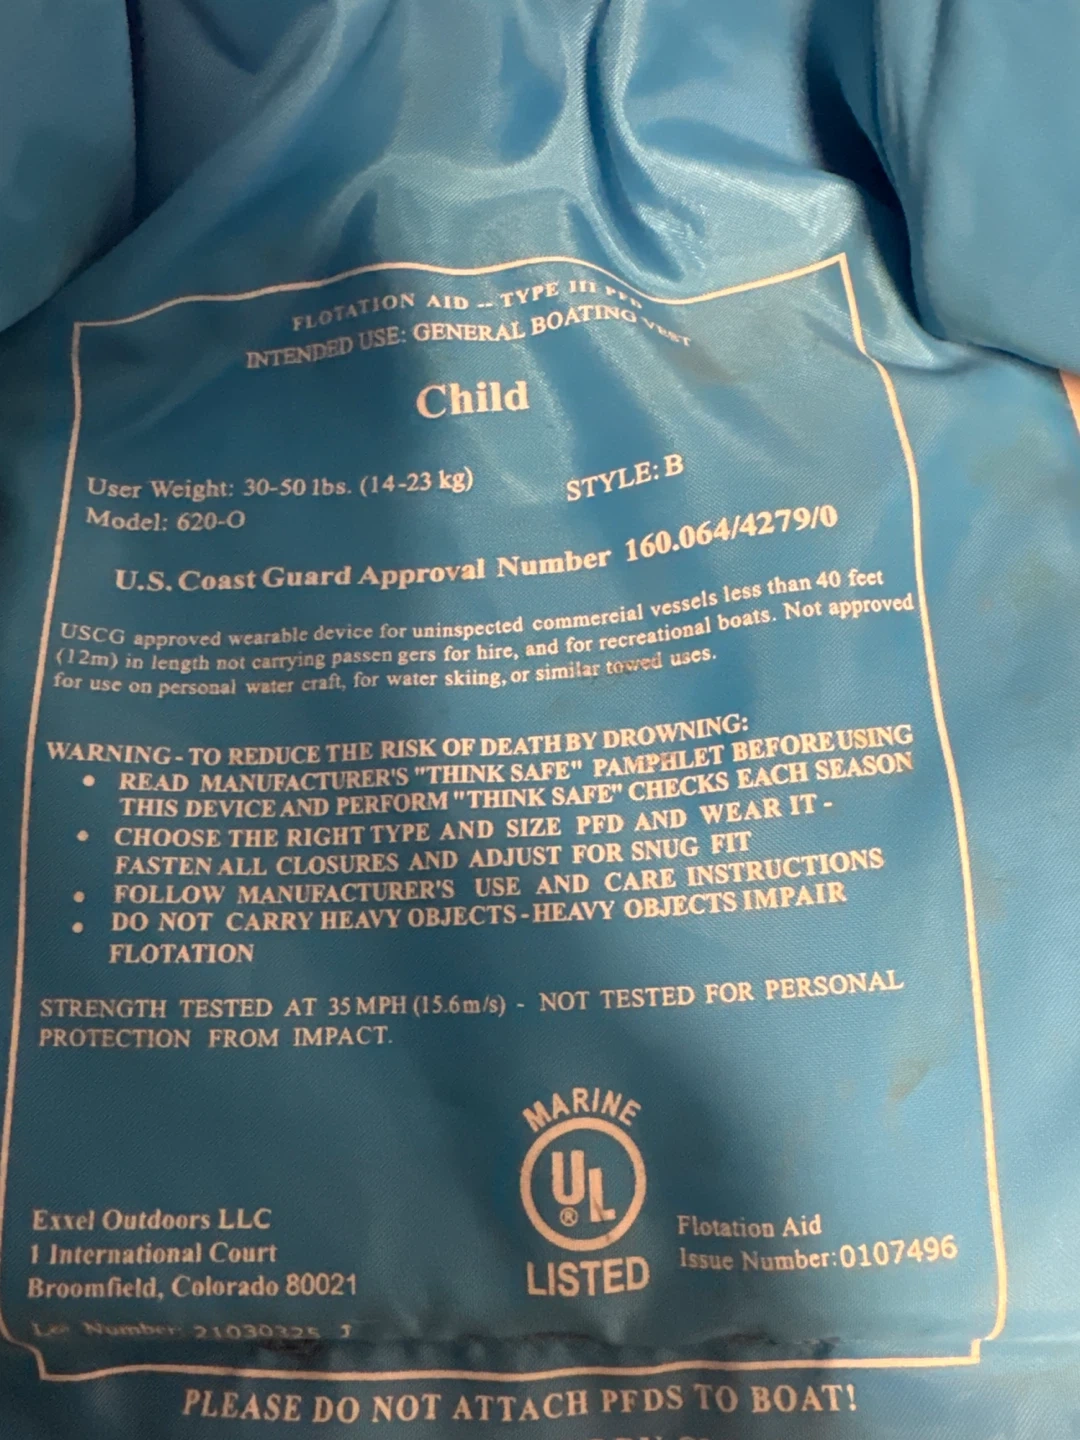 FLOTATION AID -- TYPE III PFD
INTENDED USE: GENERAL BOATING VEST
Child
User Weight: 30-50 lbs. (14-23 kg)
STYLE: B
Model: 620-O
U.S. Coast Guard Approval Number 160.064/4279/0
USCG approved wearable device for uninspected commereial vessels less than 40 feet
(12m) in length not carrying passen gers for hire, and for recreational boats. Not approved
for use on personal water craft, for water skiing, or similar towed uses.
WARNING - TO REDUCE THE RISK OF DEATH BY DROWNING:
• READ MANUFACTURER'S "THINK SAFE" PAMPHLET BEFORE USING
THIS DEVICE AND PERFORM "THINK SAFE" CHECKS EACH SEASON
• CHOOSE THE RIGHT TYPE AND SIZE PFD AND WEAR IT -
FASTEN ALL CLOSURES AND ADJUST FOR SNUG FIT
• FOLLOW MANUFACTURER'S USE AND CARE INSTRUCTIONS
• DO NOT CARRY HEAVY OBJECTS - HEAVY OBJECTS IMPAIR
FLOTATION
STRENGTH TESTED AT 35 MPH (15.6m/s) - NOT TESTED FOR PERSONAL
PROTECTION FROM IMPACT.
MARINE
UL
®
LISTED
Exxel Outdoors LLC
1 International Court
Broomfield, Colorado 80021
Flotation Aid
Issue Number:0107496
Lot Number: 21030325 J
PLEASE DO NOT ATTACH PFDS TO BOAT!